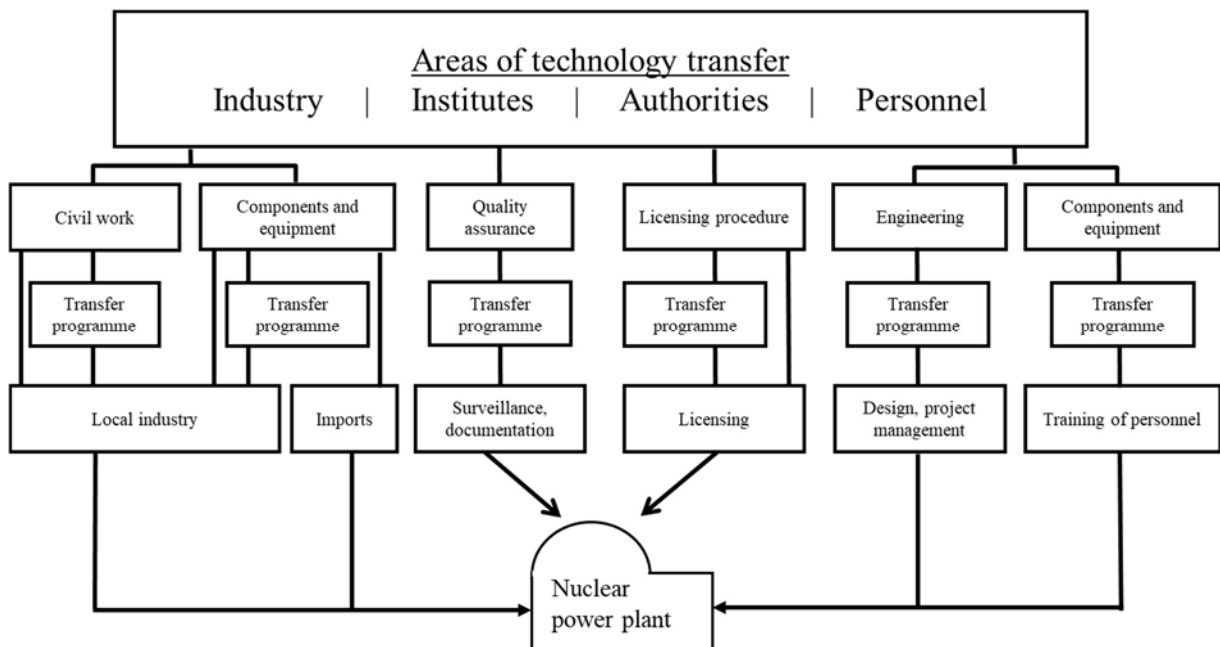 Areas of technology transfer
Industry | Institutes | Authorities | Personnel
Civil work
Components and
equipment
Quality
assurance
Licensing procedure
Engineering
Components and
equipment
Transfer
programme
Transfer
programme
Transfer
programme
Transfer
programme
Transfer
programme
Transfer
programme
Local industry
Imports
Surveillance,
documentation
Licensing
Design, project
management
Training of personnel
Nuclear
power plant